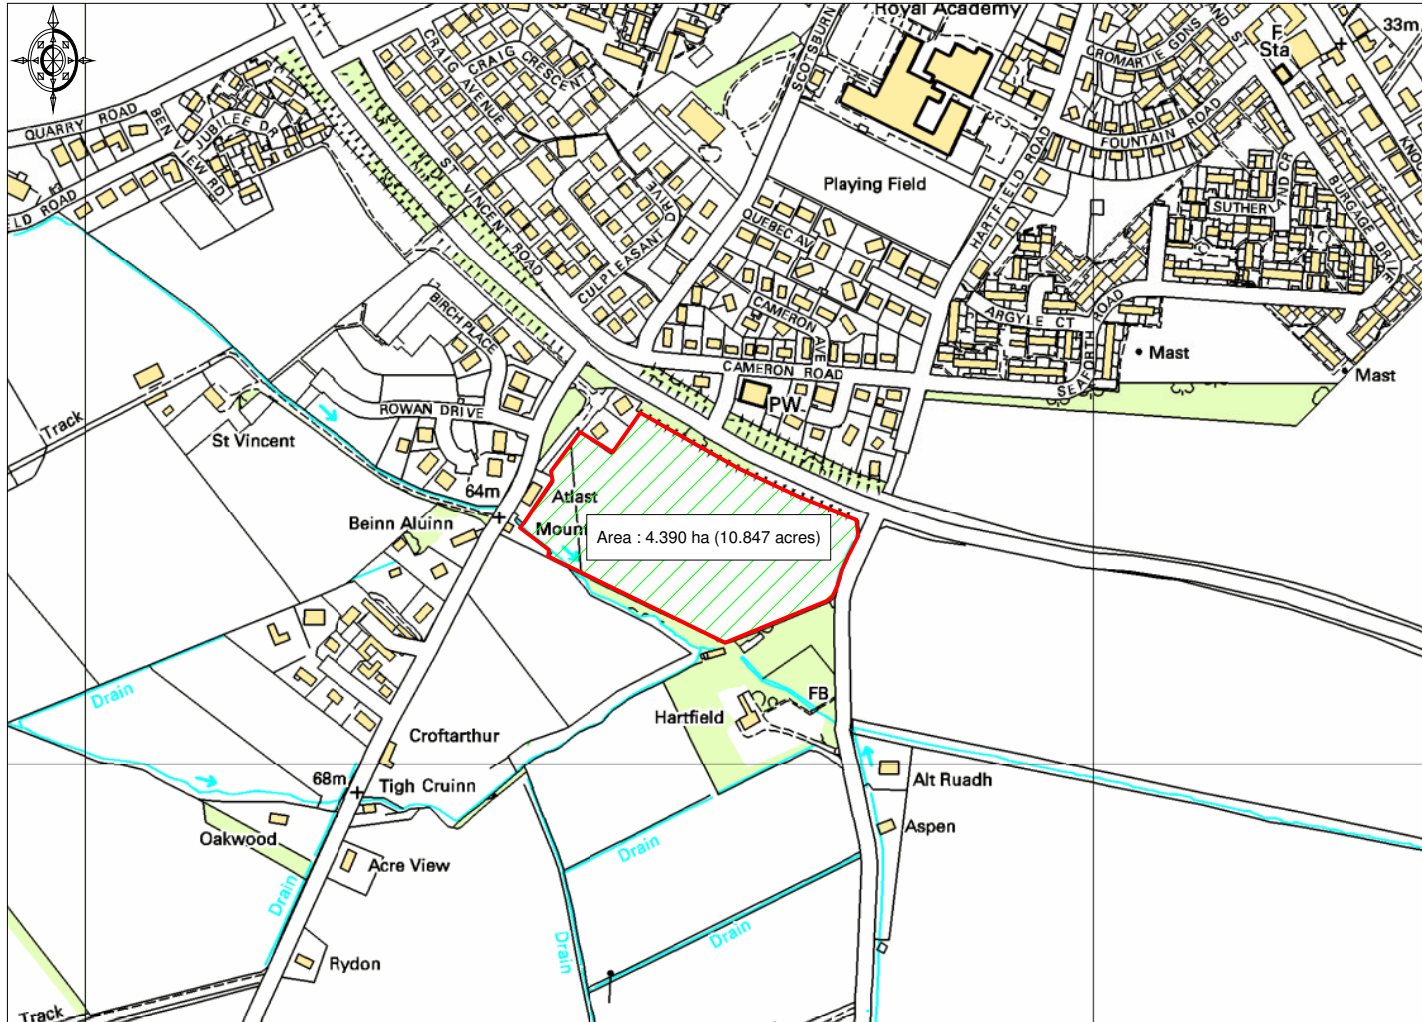 Royal Academy
33m
F
Sta
CROMARTIE GDNS
SCOTSBURN
CRAIG CRESCENT
CRAIG AVENUE
QUARRY ROAD
BEN VIEW RD
JUBILEE DR
FOUNTAIN ROAD
HARTFIELD ROAD
Playing Field
BURGAGE DRIVE
ST VINCENT ROAD
CULPLEASANT DRIVE
QUEBEC AV
ELD ROAD
BIRCH PLACE
CAMERON AVE
ARGYLE CT
SEAFORTH ROAD
Mast
Mast
CAMERON ROAD
PW
ROWAN DRIVE
Track
St Vincent
64m
Atlast
Beinn Aluinn
Mount
Area : 4.390 ha (10.847 acres)
Drain
FB
Hartfield
Croftarthur
68m
Tigh Cruinn
Alt Ruadh
Oakwood
Aspen
Acre View
Drain
Drain
Drain
Drain
Rydon
Track